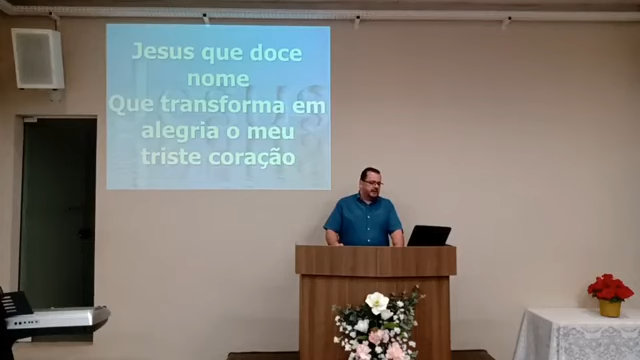 Jesus que doce
nome
Que transforma em
alegria o meu
triste coração